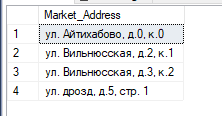 Market_Address
1 ул. Айтихабово, д.0, к.0
2 ул. Вильнюсская, д.2, к.1
3 ул. Вильнюсская, д.3, к.2
4 ул. дрозд, д.5, стр. 1